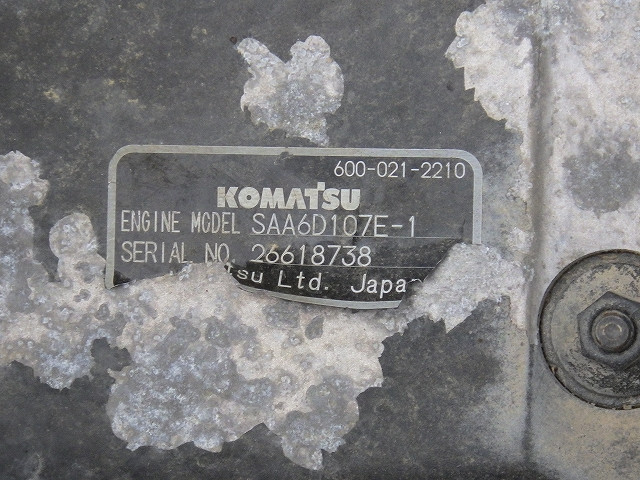 600-021-2210
KOMATSU
ENGINE MODEL SAA6D107E-1
SERIAL NO. 26618738
tsu Ltd. Japa